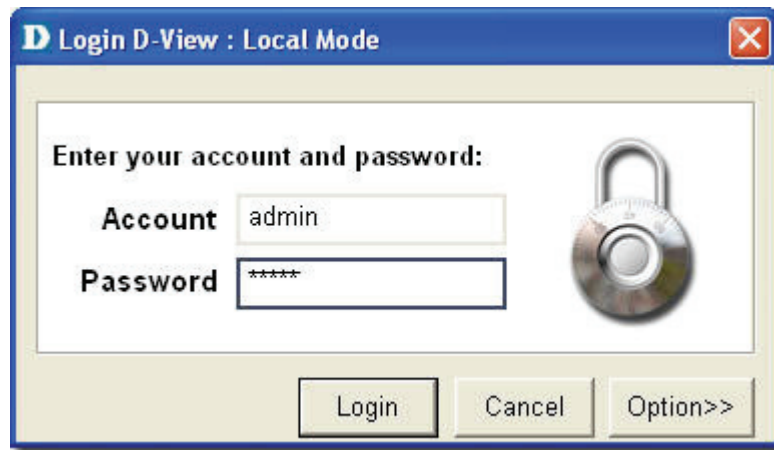 D Login D-View : Local Mode
Enter your account and password:
Account admin
Password *****
Login Cancel Option>>